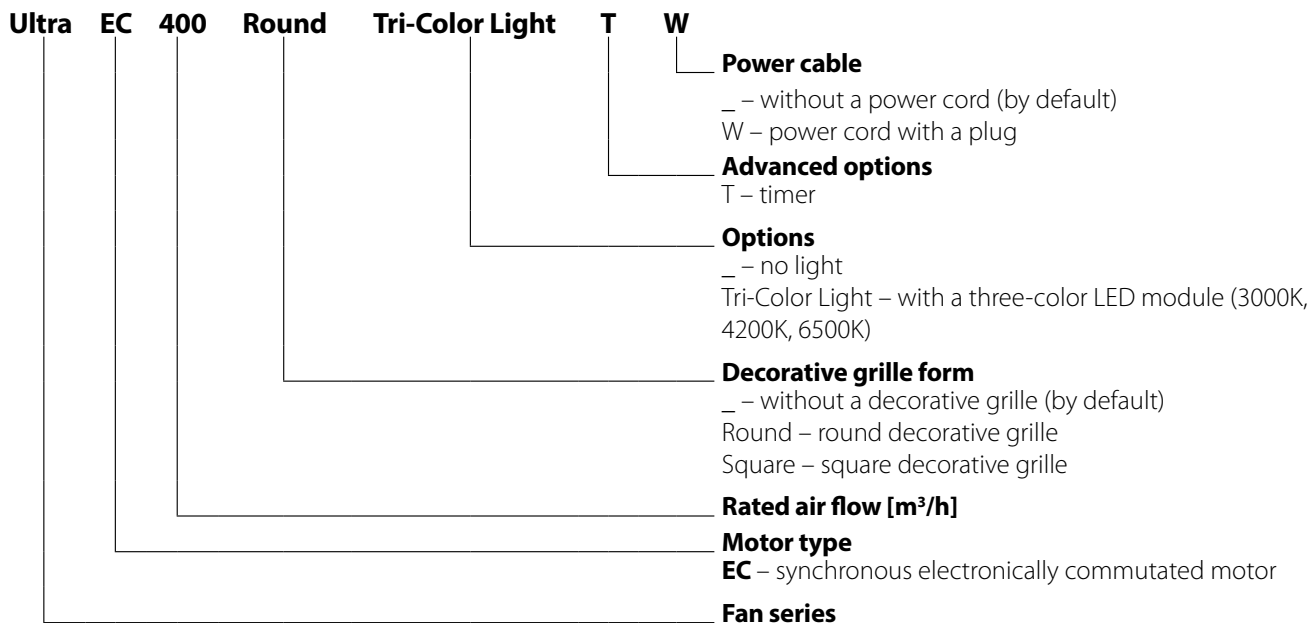 Ultra EC 400 Round Tri-Color Light T W
Power cable
_ – without a power cord (by default)
W – power cord with a plug
Advanced options
T – timer
Options
_ – no light
Tri-Color Light – with a three-color LED module (3000K,
4200K, 6500K)
Decorative grille form
_ – without a decorative grille (by default)
Round – round decorative grille
Square – square decorative grille
Rated air flow [m³/h]
Motor type
EC – synchronous electronically commutated motor
Fan series